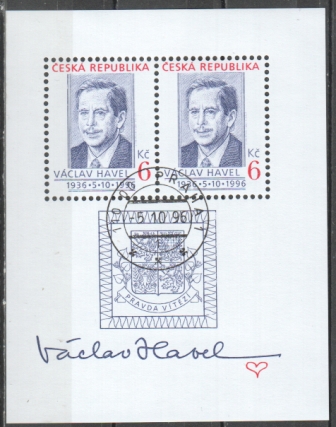 ČESKÁ REPUBLIKA ČESKÁ REPUBLIKA
Kč Kč
VÁCLAV HAVEL 6 VÁCLAV HAVEL 6
1936•5•10•1996 1936•5•10•1996
-5.10.96
PRAVDA VÍTĚZÍ
Václav Havel